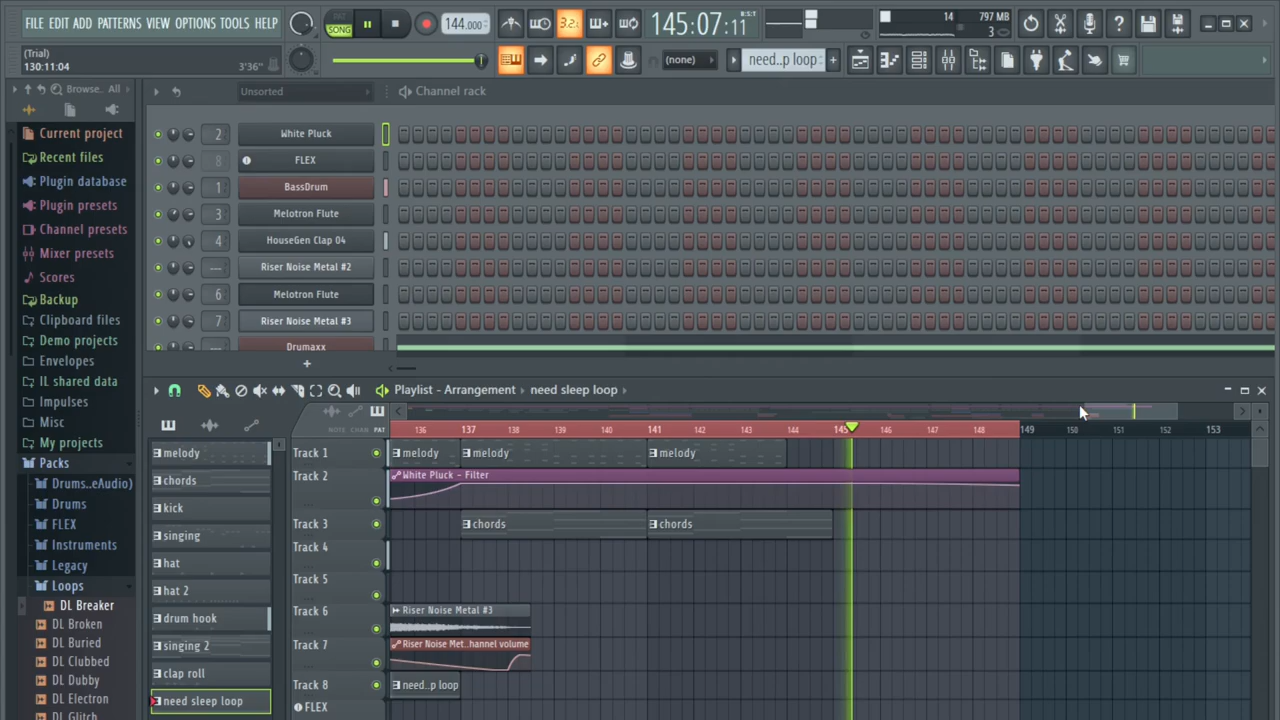 FILE EDIT ADD PATTERNS VIEW OPTIONS TOOLS HELP
(Trial)
130:11:04
3'36"
PAT
SONG
144.000
3.2.
145:07:11
B:S:T
14
797 MB
3
(none)
need..p loop
Browse.. All
Current project
Recent files
Plugin database
Plugin presets
Channel presets
Mixer presets
Scores
Backup
Clipboard files
Demo projects
Envelopes
IL shared data
Impulses
Misc
My projects
Packs
Drums..eAudio)
Drums
FLEX
Instruments
Legacy
Loops
DL Breaker
DL Broken
DL Buried
DL Clubbed
DL Dubby
DL Electron
DL Glitch
Unsorted
Channel rack
2 White Pluck
8 FLEX
1 BassDrum
3 Melotron Flute
4 HouseGen Clap 04
--- Riser Noise Metal #2
6 Melotron Flute
7 Riser Noise Metal #3
--- Drumaxx
Playlist - Arrangement › need sleep loop ›
NOTE CHAN PAT
136 137 138 139 140 141 142 143 144 145 146 147 148 149 150 151 152 153
melody
chords
kick
singing
hat
hat 2
drum hook
singing 2
clap roll
need sleep loop
Track 1
melody melody melody
Track 2
White Pluck - Filter
Track 3
chords chords
Track 4
Track 5
Track 6
Riser Noise Metal #3
Track 7
Riser Noise Met..hannel volume
Track 8
need..p loop
FLEX